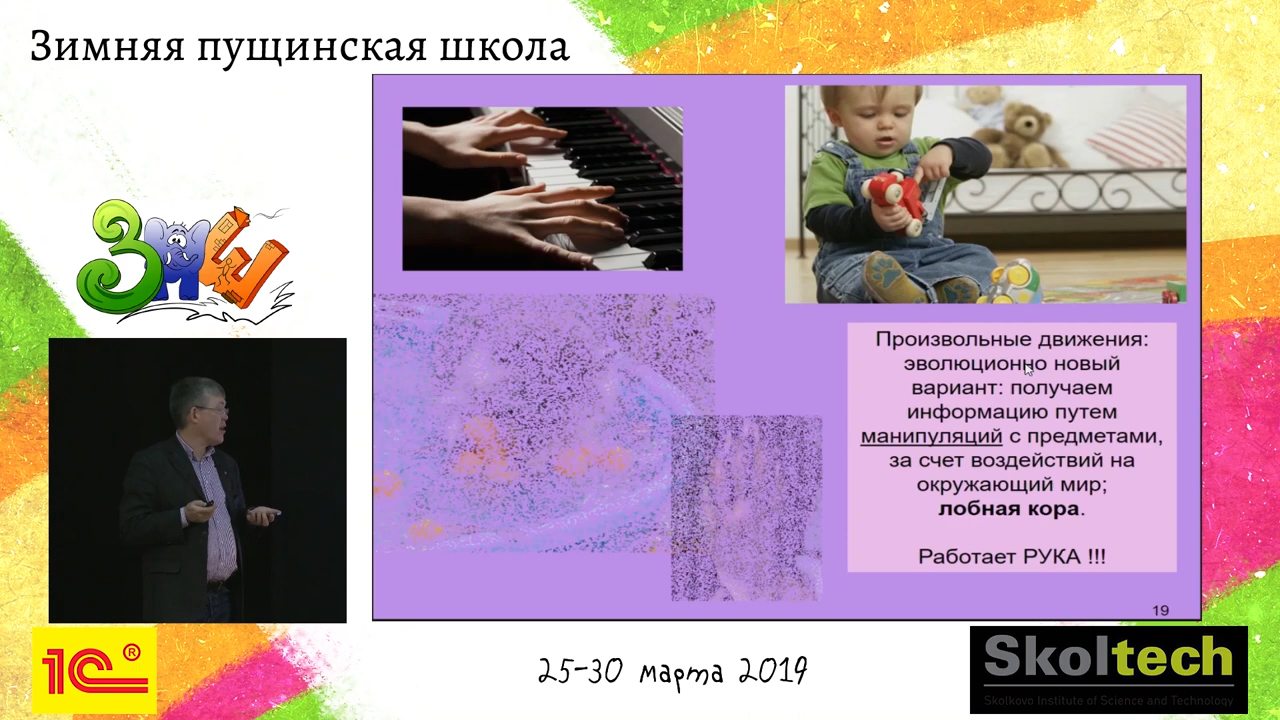 Зимняя пущинская школа
ЗПШ
Произвольные движения:
эволюционно новый
вариант: получаем
информацию путем
манипуляций с предметами,
за счет воздействий на
окружающий мир;
лобная кора.
Работает РУКА !!!
19
1С®
25-30 марта 2019
Skoltech
Skolkovo Institute of Science and Technology